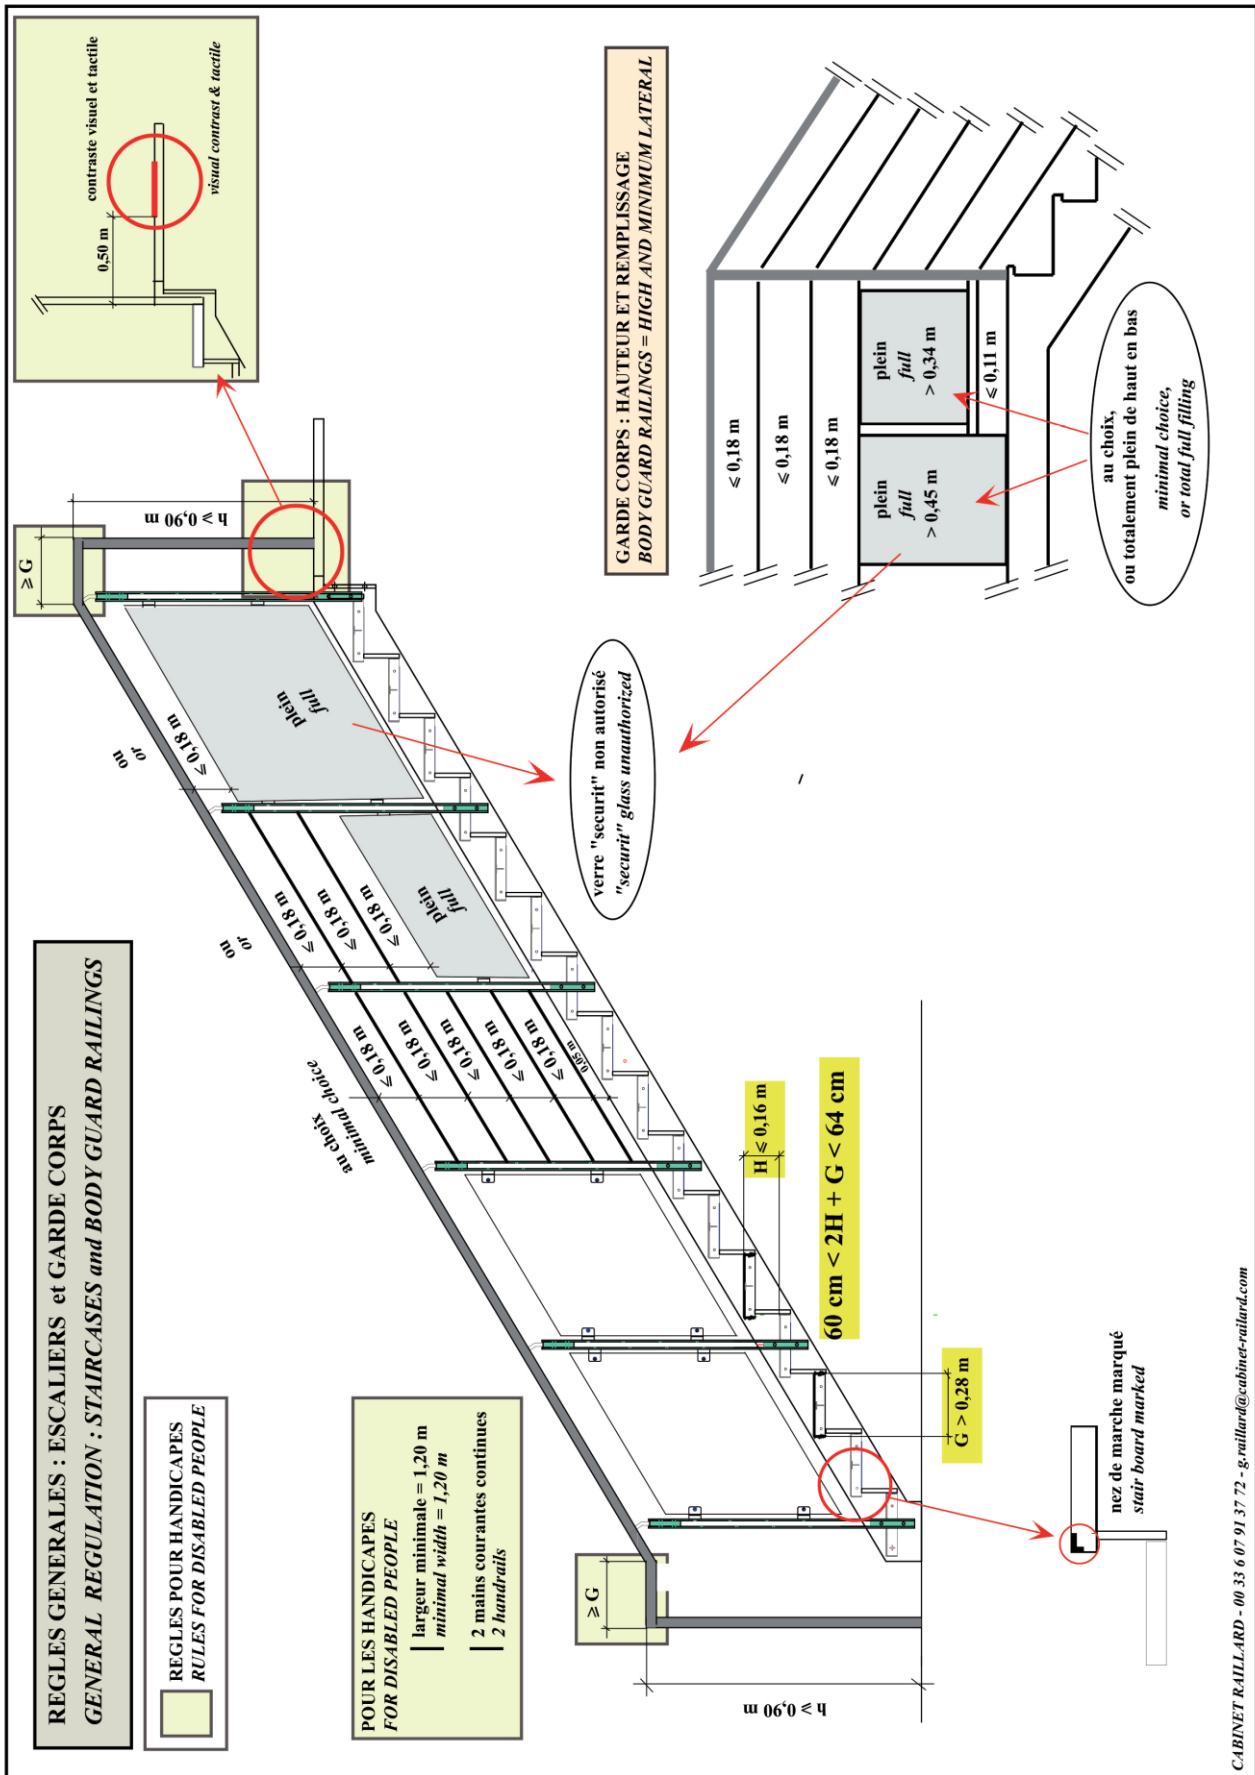 REGLES GENERALES : ESCALIERS et GARDE CORPS
GENERAL REGULATION : STAIRCASES and BODY GUARD RAILINGS
REGLES POUR HANDICAPES
RULES FOR DISABLED PEOPLE
POUR LES HANDICAPES
FOR DISABLED PEOPLE
largeur minimale = 1,20 m
minimal width = 1,20 m
2 mains courantes continues
2 handrails
≥ G
h ≥ 0,90 m
au choix
minimal choice
⩽ 0,18 m
⩽ 0,18 m
⩽ 0,18 m
⩽ 0,18 m
⩽ 0,18 m
0,05 m
ou
or
⩽ 0,18 m
⩽ 0,18 m
⩽ 0,18 m
plein
full
ou
or
⩽ 0,18 m
plein
full
≥ G
h ≥ 0,90 m
contraste visuel et tactile
0,50 m
visual contrast & tactile
verre "securit" non autorisé
"securit" glass unauthorized
H ⩽ 0,16 m
60 cm < 2H + G < 64 cm
G > 0,28 m
nez de marche marqué
stair board marked
GARDE CORPS : HAUTEUR ET REMPLISSAGE
BODY GUARD RAILINGS = HIGH AND MINIMUM LATERAL
⩽ 0,18 m
⩽ 0,18 m
⩽ 0,18 m
plein
full
> 0,45 m
plein
full
> 0,34 m
⩽ 0,11 m
au choix,
ou totalement plein de haut en bas
minimal choice,
or total full filling
CABINET RAILLARD - 00 33 6 07 91 37 72 - g.raillard@cabinet-railard.com